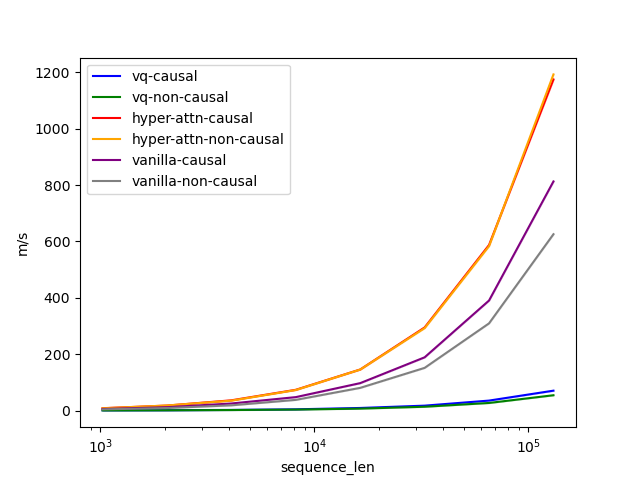 vq-causal
vq-non-causal
hyper-attn-causal
hyper-attn-non-causal
vanilla-causal
vanilla-non-causal
1200
1000
800
600
400
200
0
m/s
10³ 10⁴ 10⁵
sequence_len